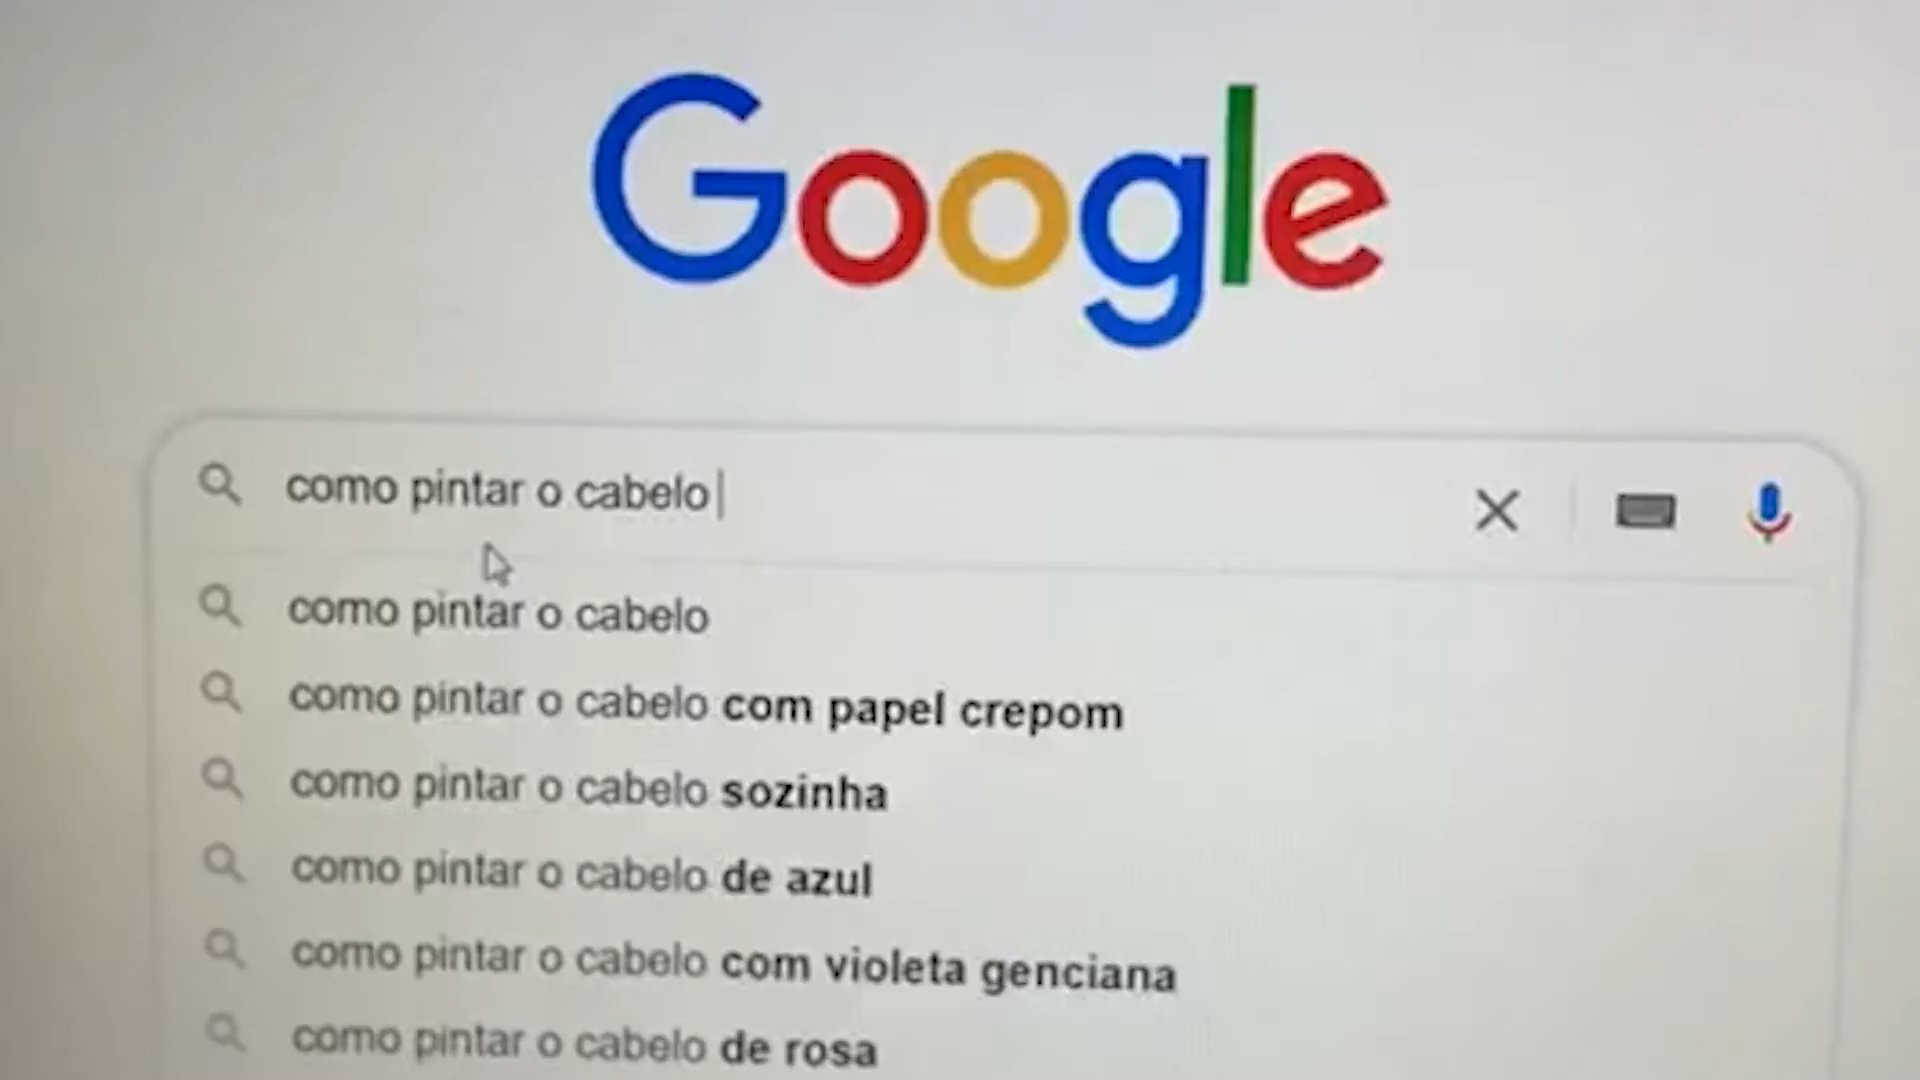 Google
como pintar o cabelo
como pintar o cabelo
como pintar o cabelo com papel crepom
como pintar o cabelo sozinha
como pintar o cabelo de azul
como pintar o cabelo com violeta genciana
como pintar o cabelo de rosa